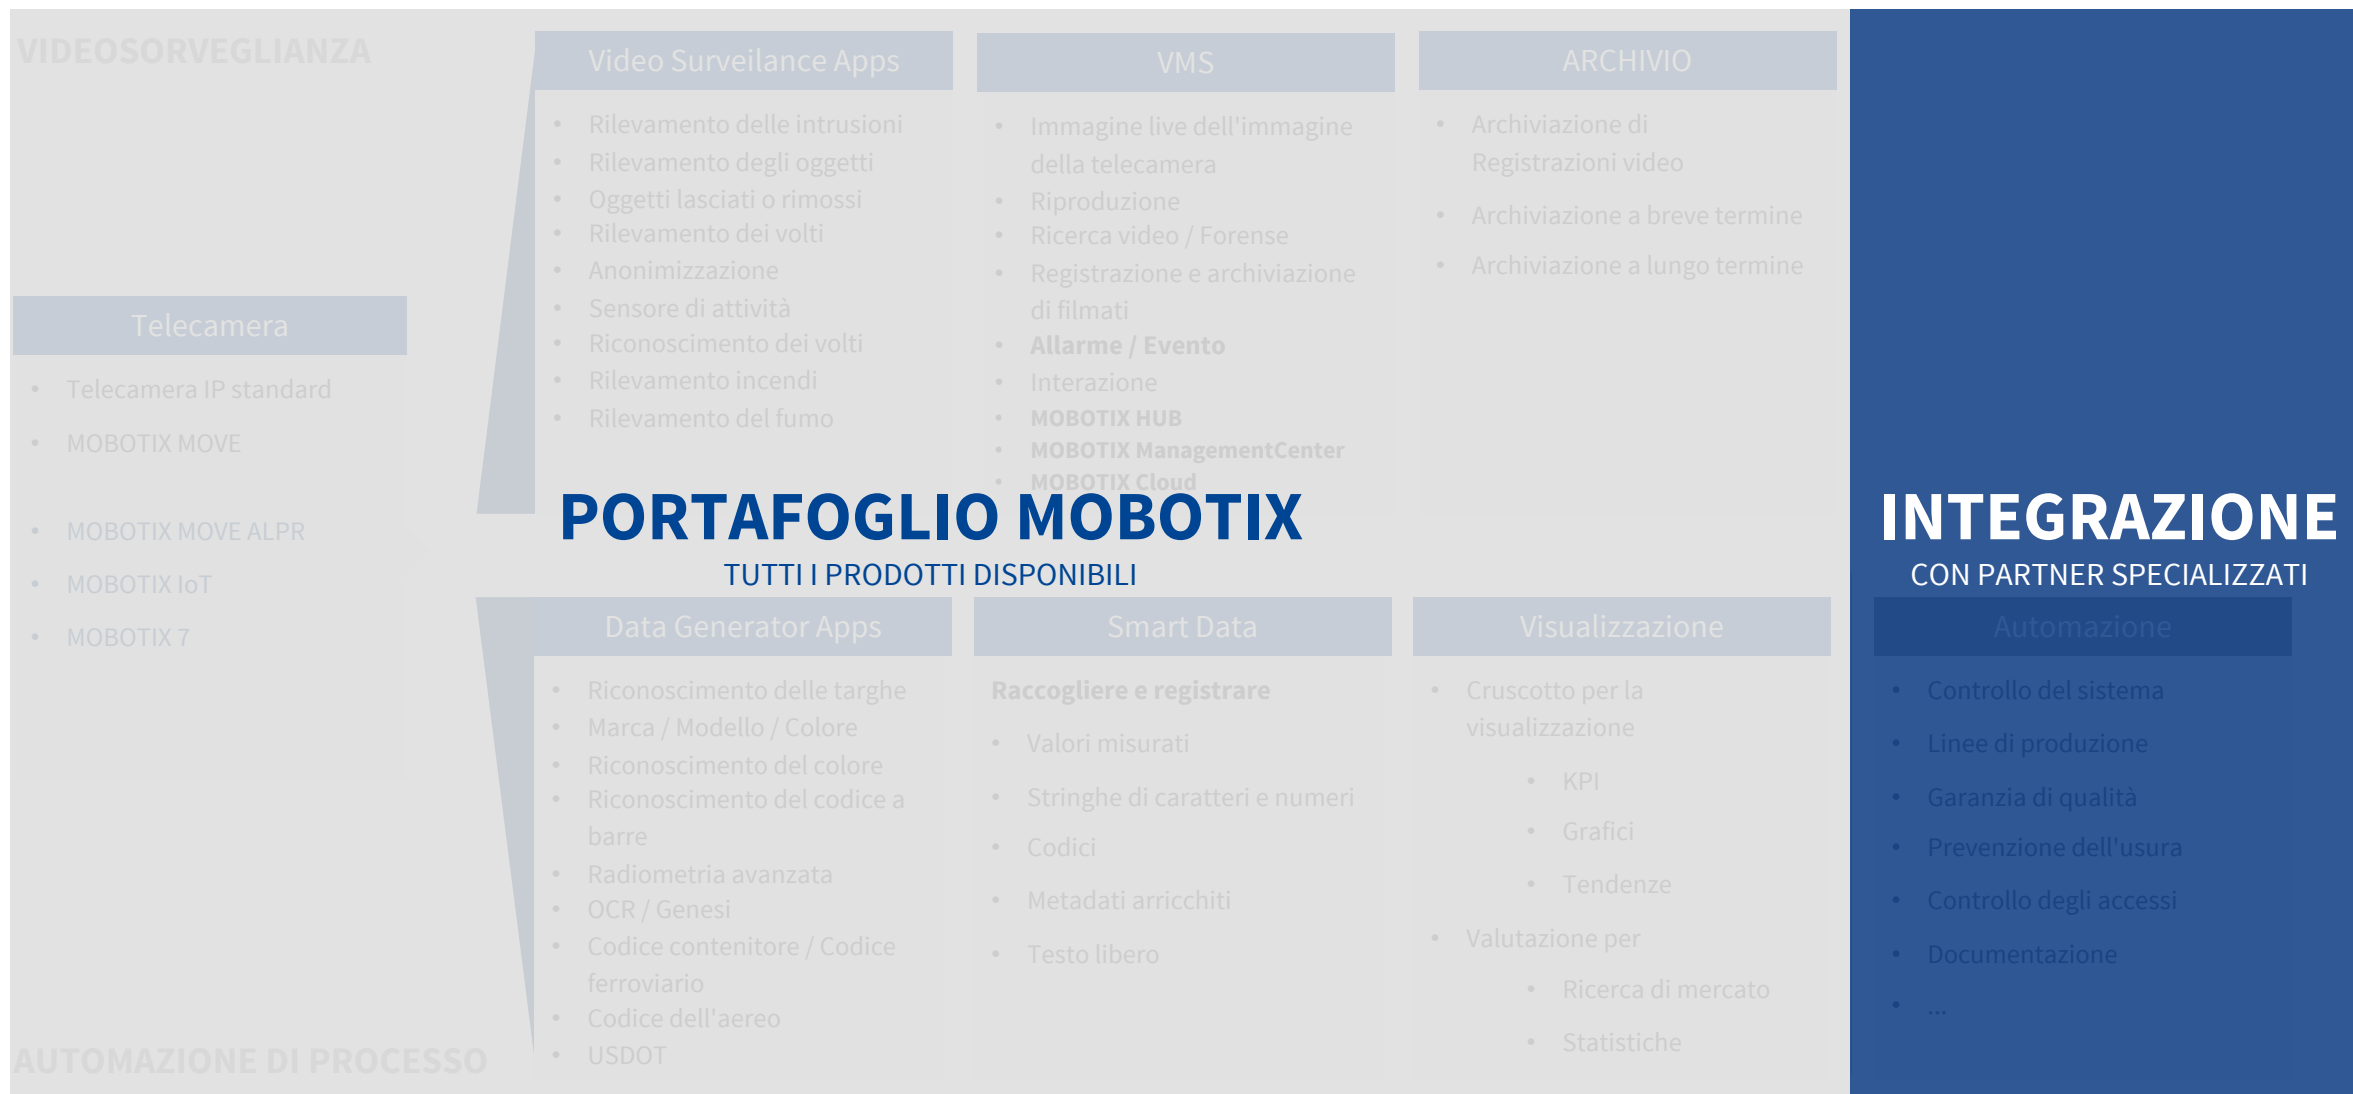 VIDEOSORVEGLIANZA
Telecamera
• Telecamera IP standard
• MOBOTIX MOVE
• MOBOTIX MOVE ALPR
• MOBOTIX IoT
• MOBOTIX 7
Video Surveilance Apps
• Rilevamento delle intrusioni
• Rilevamento degli oggetti
• Oggetti lasciati o rimossi
• Rilevamento dei volti
• Anonimizzazione
• Sensore di attività
• Riconoscimento dei volti
• Rilevamento incendi
• Rilevamento del fumo
VMS
• Immagine live dell'immagine
della telecamera
• Riproduzione
• Ricerca video / Forense
• Registrazione e archiviazione
di filmati
• Allarme / Evento
• Interazione
• MOBOTIX HUB
• MOBOTIX ManagementCenter
• MOBOTIX Cloud
ARCHIVIO
• Archiviazione di
Registrazioni video
• Archiviazione a breve termine
• Archiviazione a lungo termine
PORTAFOGLIO MOBOTIX
TUTTI I PRODOTTI DISPONIBILI
INTEGRAZIONE
CON PARTNER SPECIALIZZATI
Data Generator Apps
• Riconoscimento delle targhe
• Marca / Modello / Colore
• Riconoscimento del colore
• Riconoscimento del codice a
barre
• Radiometria avanzata
• OCR / Genesi
• Codice contenitore / Codice
ferroviario
• Codice dell'aereo
• USDOT
Smart Data
Raccogliere e registrare
• Valori misurati
• Stringhe di caratteri e numeri
• Codici
• Metadati arricchiti
• Testo libero
Visualizzazione
• Cruscotto per la
visualizzazione
• KPI
• Grafici
• Tendenze
• Valutazione per
• Ricerca di mercato
• Statistiche
Automazione
• Controllo del sistema
• Linee di produzione
• Garanzia di qualità
• Prevenzione dell'usura
• Controllo degli accessi
• Documentazione
• ...
AUTOMAZIONE DI PROCESSO